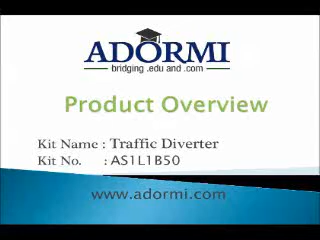 ADORMI
bridging .edu and .com
Product Overview
Kit Name : Traffic Diverter
Kit No. : AS1L1B50
www.adormi.com